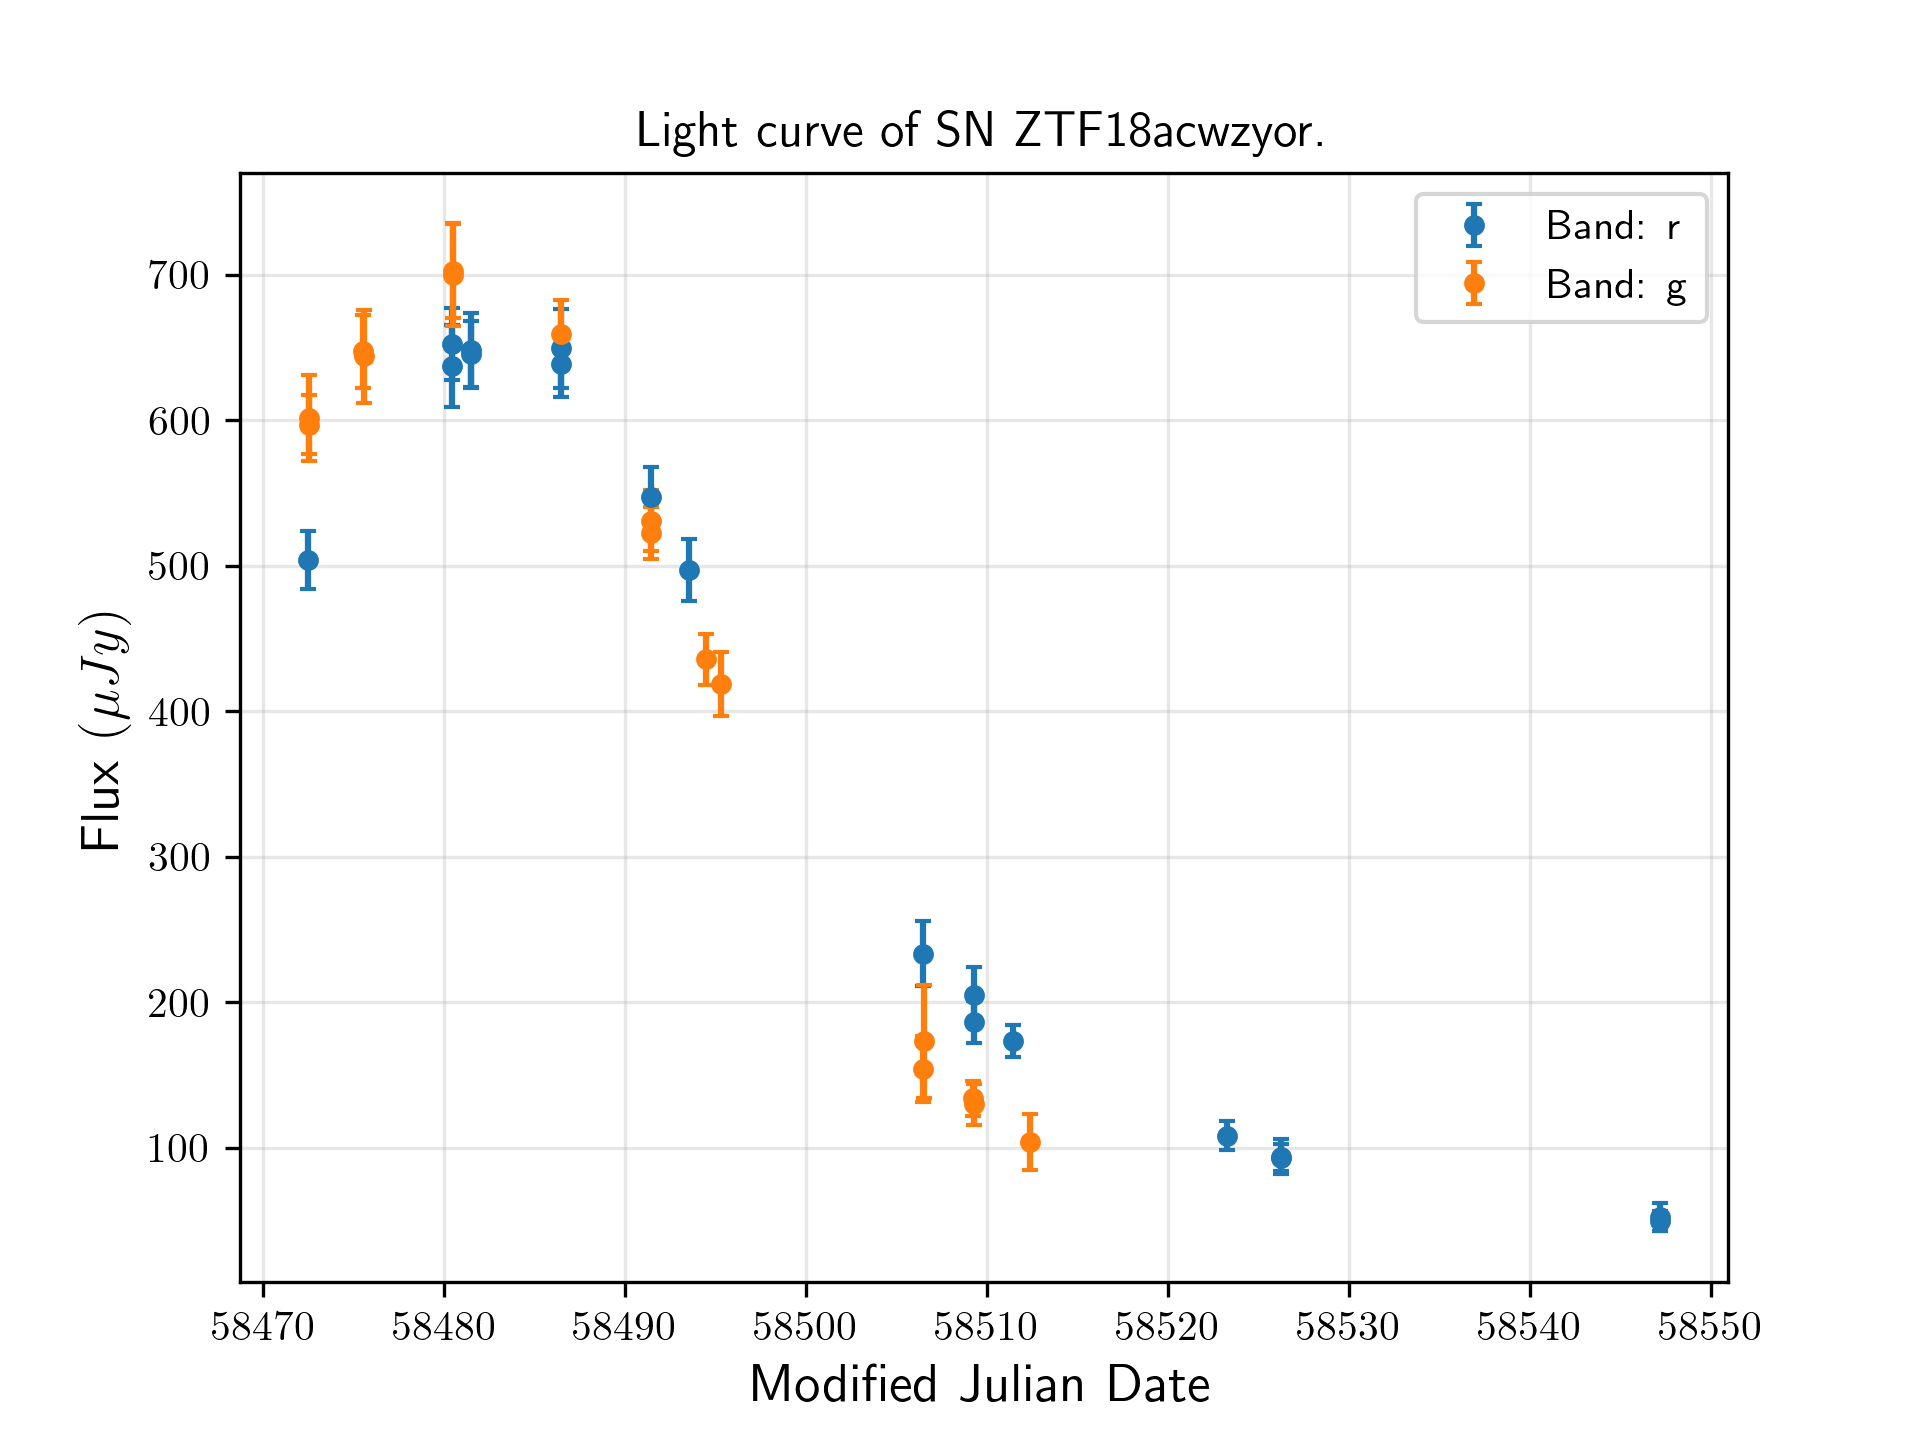 Light curve of SN ZTF18acwzyor.
Band: r
Band: g
700
600
500
400
300
200
100
Flux (μJy)
58470 58480 58490 58500 58510 58520 58530 58540 58550
Modified Julian Date